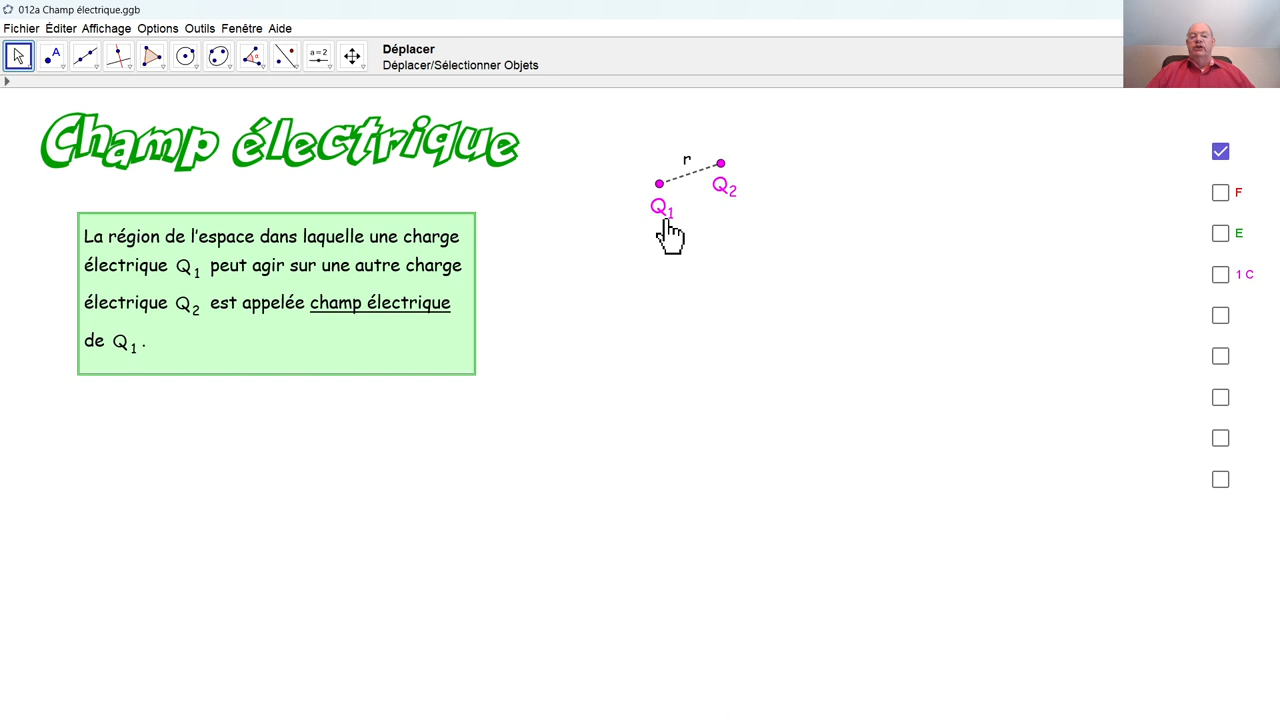 012a Champ électrique.ggb
Fichier Éditer Affichage Options Outils Fenêtre Aide
A
a=2
Déplacer
Déplacer/Sélectionner Objets
Champ électrique
r
Q2
Q1
F
E
1 C
La région de l'espace dans laquelle une charge
électrique Q1 peut agir sur une autre charge
électrique Q2 est appelée champ électrique
de Q1 .